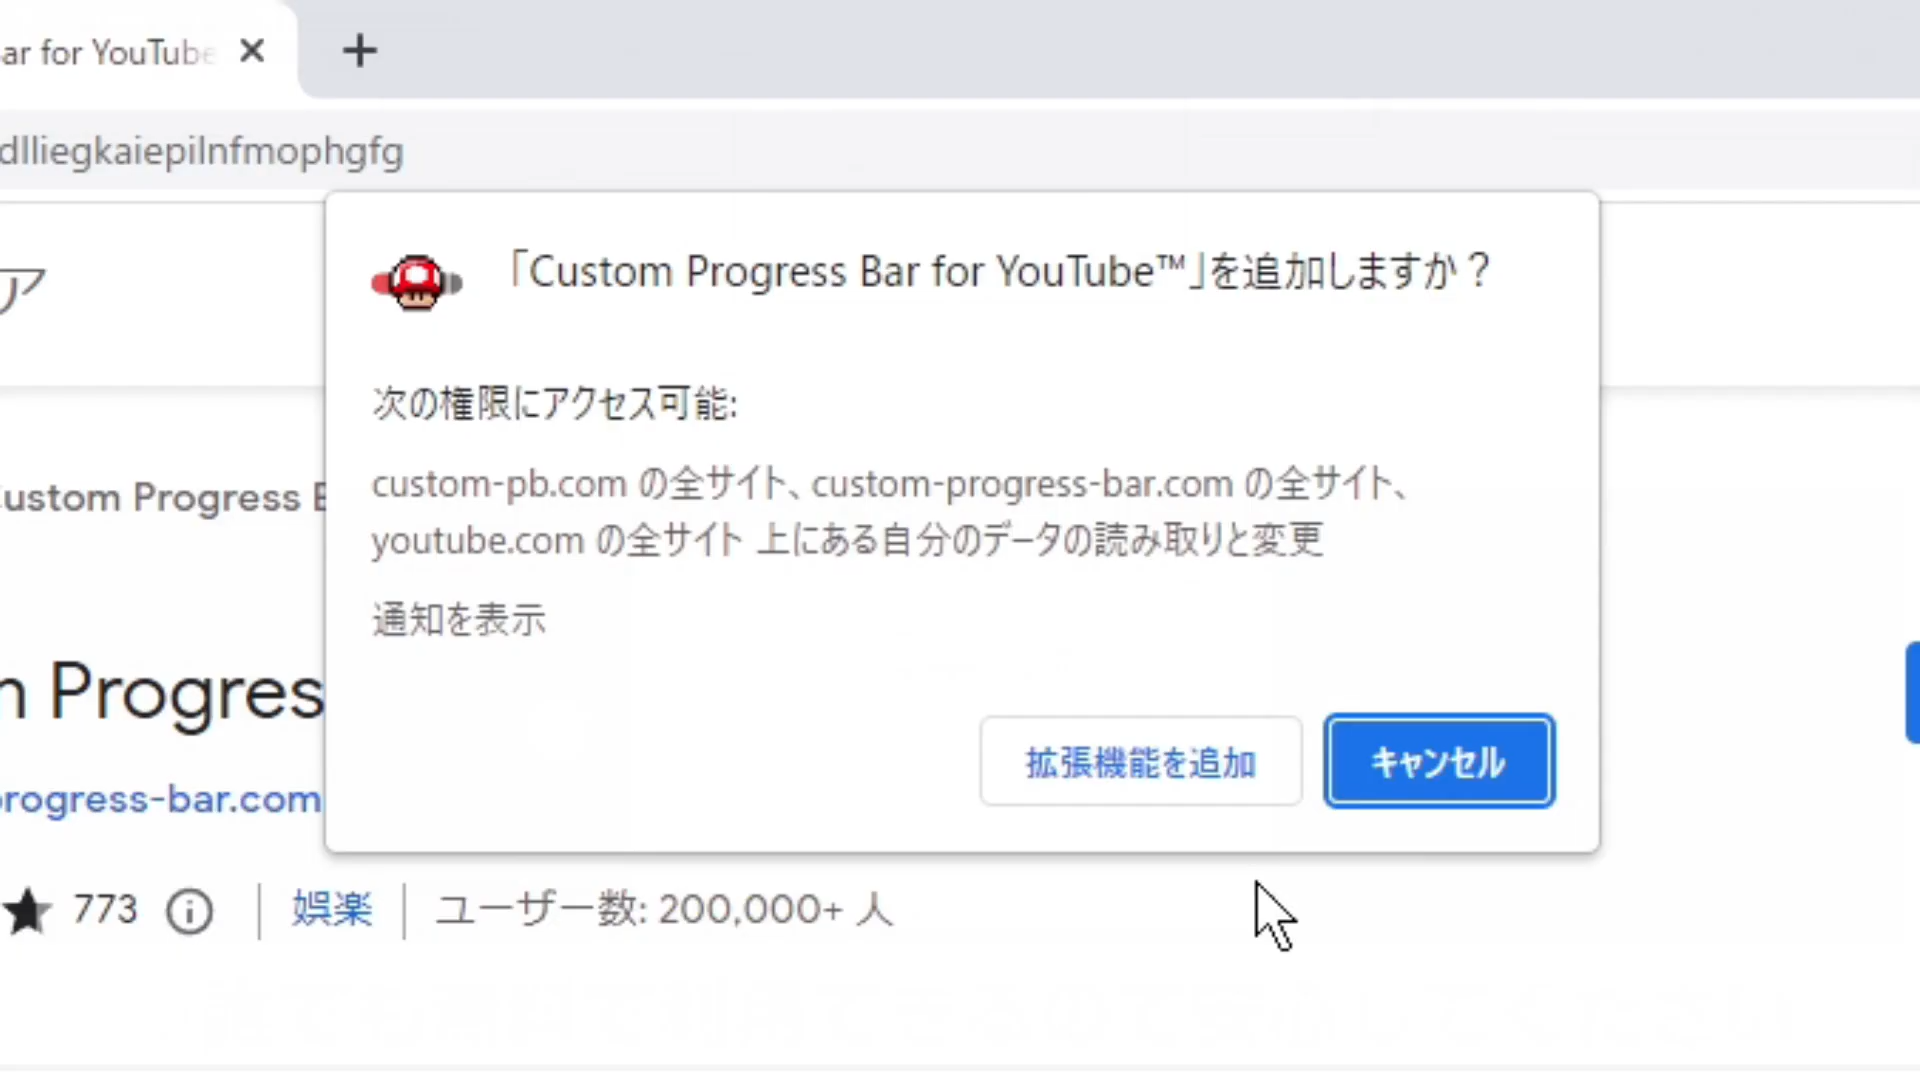 ar for YouTube
dlliegkaiepilnfmophgfg
ア
「Custom Progress Bar for YouTube™」を追加しますか？
次の権限にアクセス可能:
custom-pb.com の全サイト、custom-progress-bar.com の全サイト、
youtube.com の全サイト 上にある自分のデータの読み取りと変更
通知を表示
ustom Progress
Progres
rogress-bar.com
拡張機能を追加
キャンセル
773
娯楽
ユーザー数: 200,000+ 人